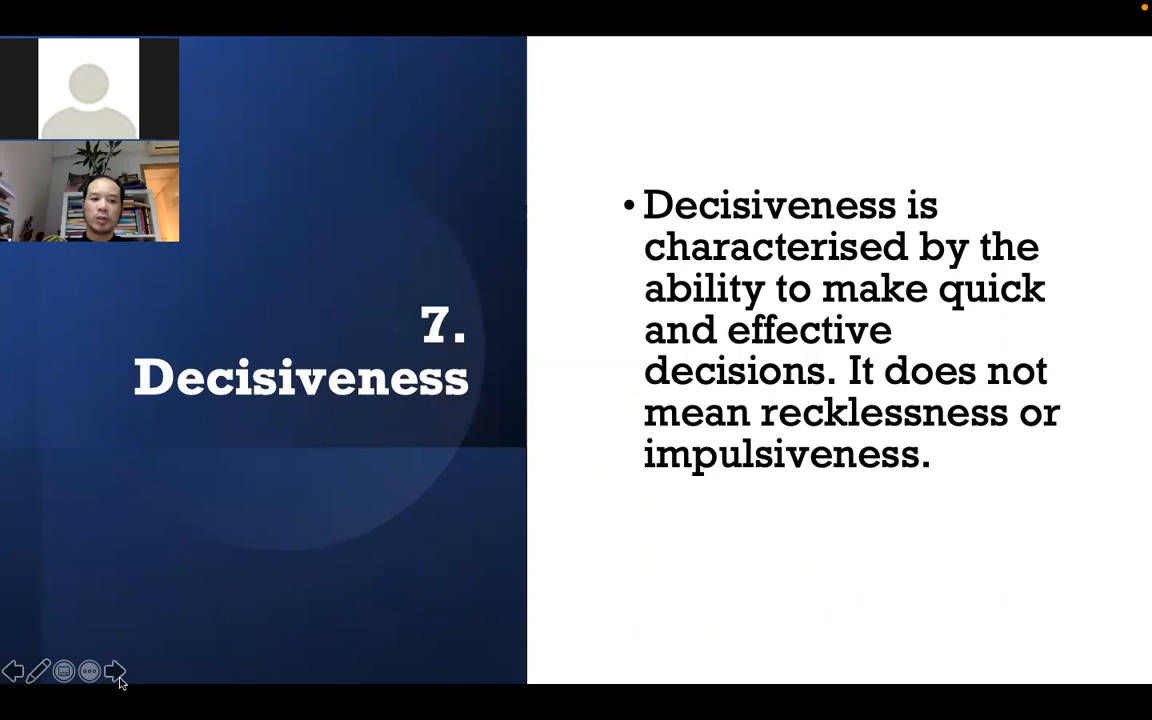 7.
Decisiveness
• Decisiveness is
characterised by the
ability to make quick
and effective
decisions. It does not
mean recklessness or
impulsiveness.